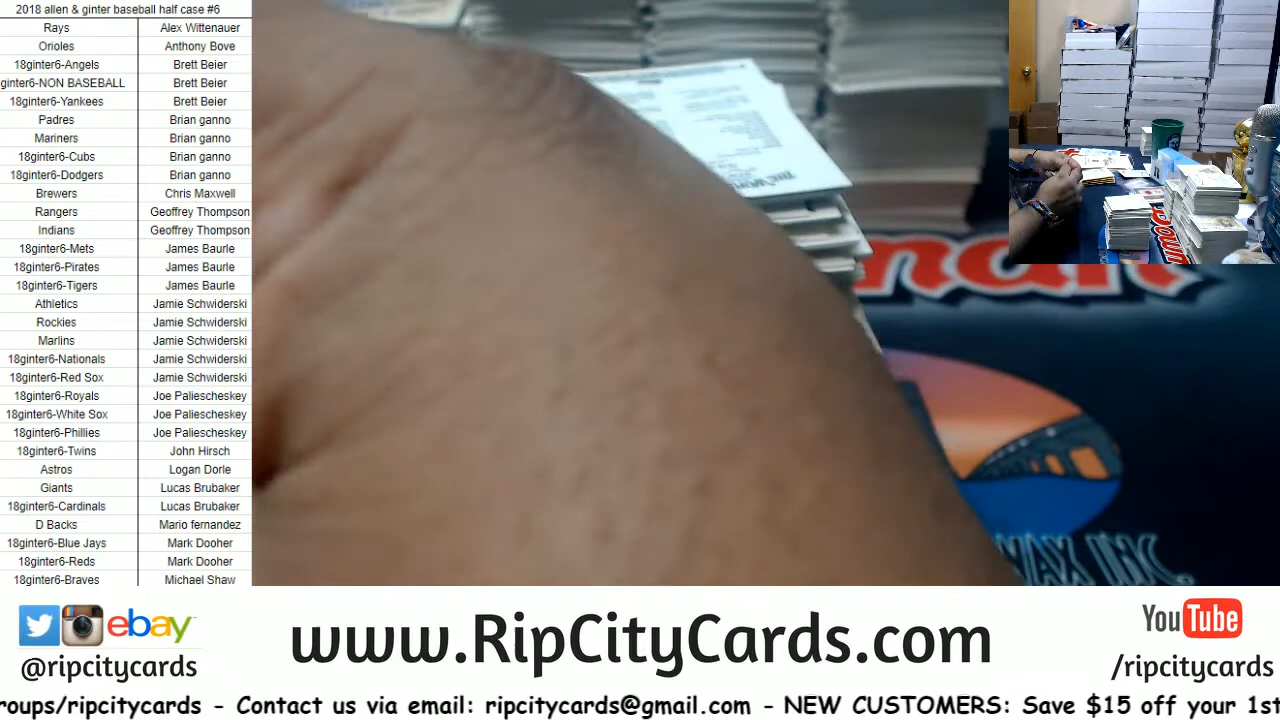 2018 allen & ginter baseball half case #6
Rays Alex Wittenauer
Orioles Anthony Bove
18ginter6-Angels Brett Beier
ginter6-NON BASEBALL Brett Beier
18ginter6-Yankees Brett Beier
Padres Brian ganno
Mariners Brian ganno
18ginter6-Cubs Brian ganno
18ginter6-Dodgers Brian ganno
Brewers Chris Maxwell
Rangers Geoffrey Thompson
Indians Geoffrey Thompson
18ginter6-Mets James Baurle
18ginter6-Pirates James Baurle
18ginter6-Tigers James Baurle
Athletics Jamie Schwiderski
Rockies Jamie Schwiderski
Marlins Jamie Schwiderski
18ginter6-Nationals Jamie Schwiderski
18ginter6-Red Sox Jamie Schwiderski
18ginter6-Royals Joe Paliescheskey
18ginter6-White Sox Joe Paliescheskey
18ginter6-Phillies Joe Paliescheskey
18ginter6-Twins John Hirsch
Astros Logan Dorle
Giants Lucas Brubaker
18ginter6-Cardinals Lucas Brubaker
D Backs Mario fernandez
18ginter6-Blue Jays Mark Dooher
18ginter6-Reds Mark Dooher
18ginter6-Braves Michael Shaw
WAX INC.
ebay
@ripcitycards
www.RipCityCards.com
YouTube
/ripcitycards
roups/ripcitycards - Contact us via email: ripcitycards@gmail.com - NEW CUSTOMERS: Save $15 off your 1st